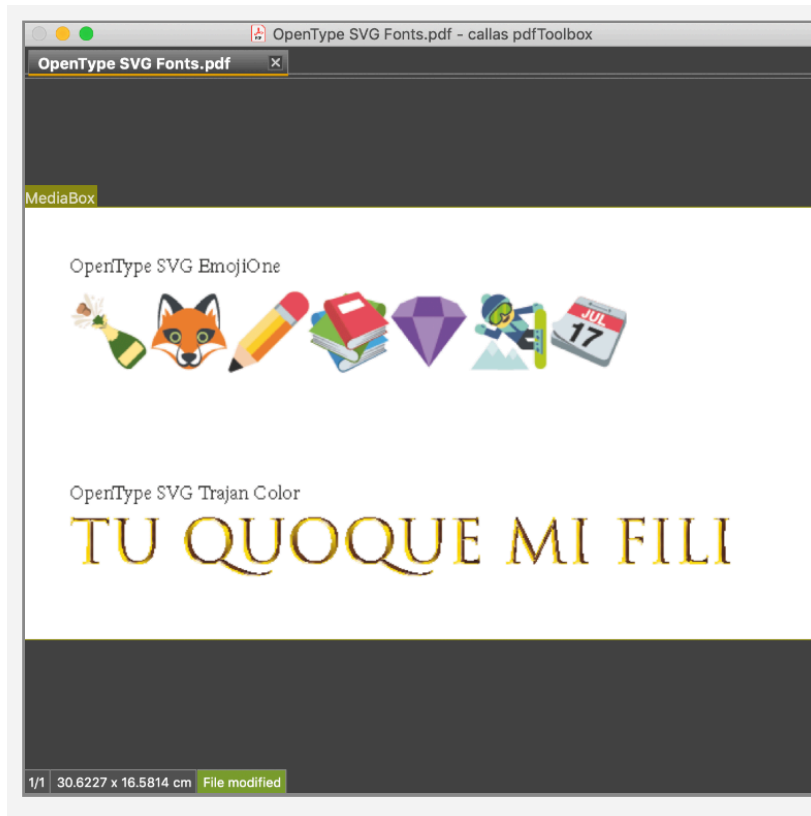 OpenType SVG Fonts.pdf - callas pdfToolbox
OpenType SVG Fonts.pdf
MediaBox
OpenType SVG EmojiOne
JUL
17
OpenType SVG Trajan Color
TU QUOQUE MI FILI
1/1 30.6227 x 16.5814 cm File modified